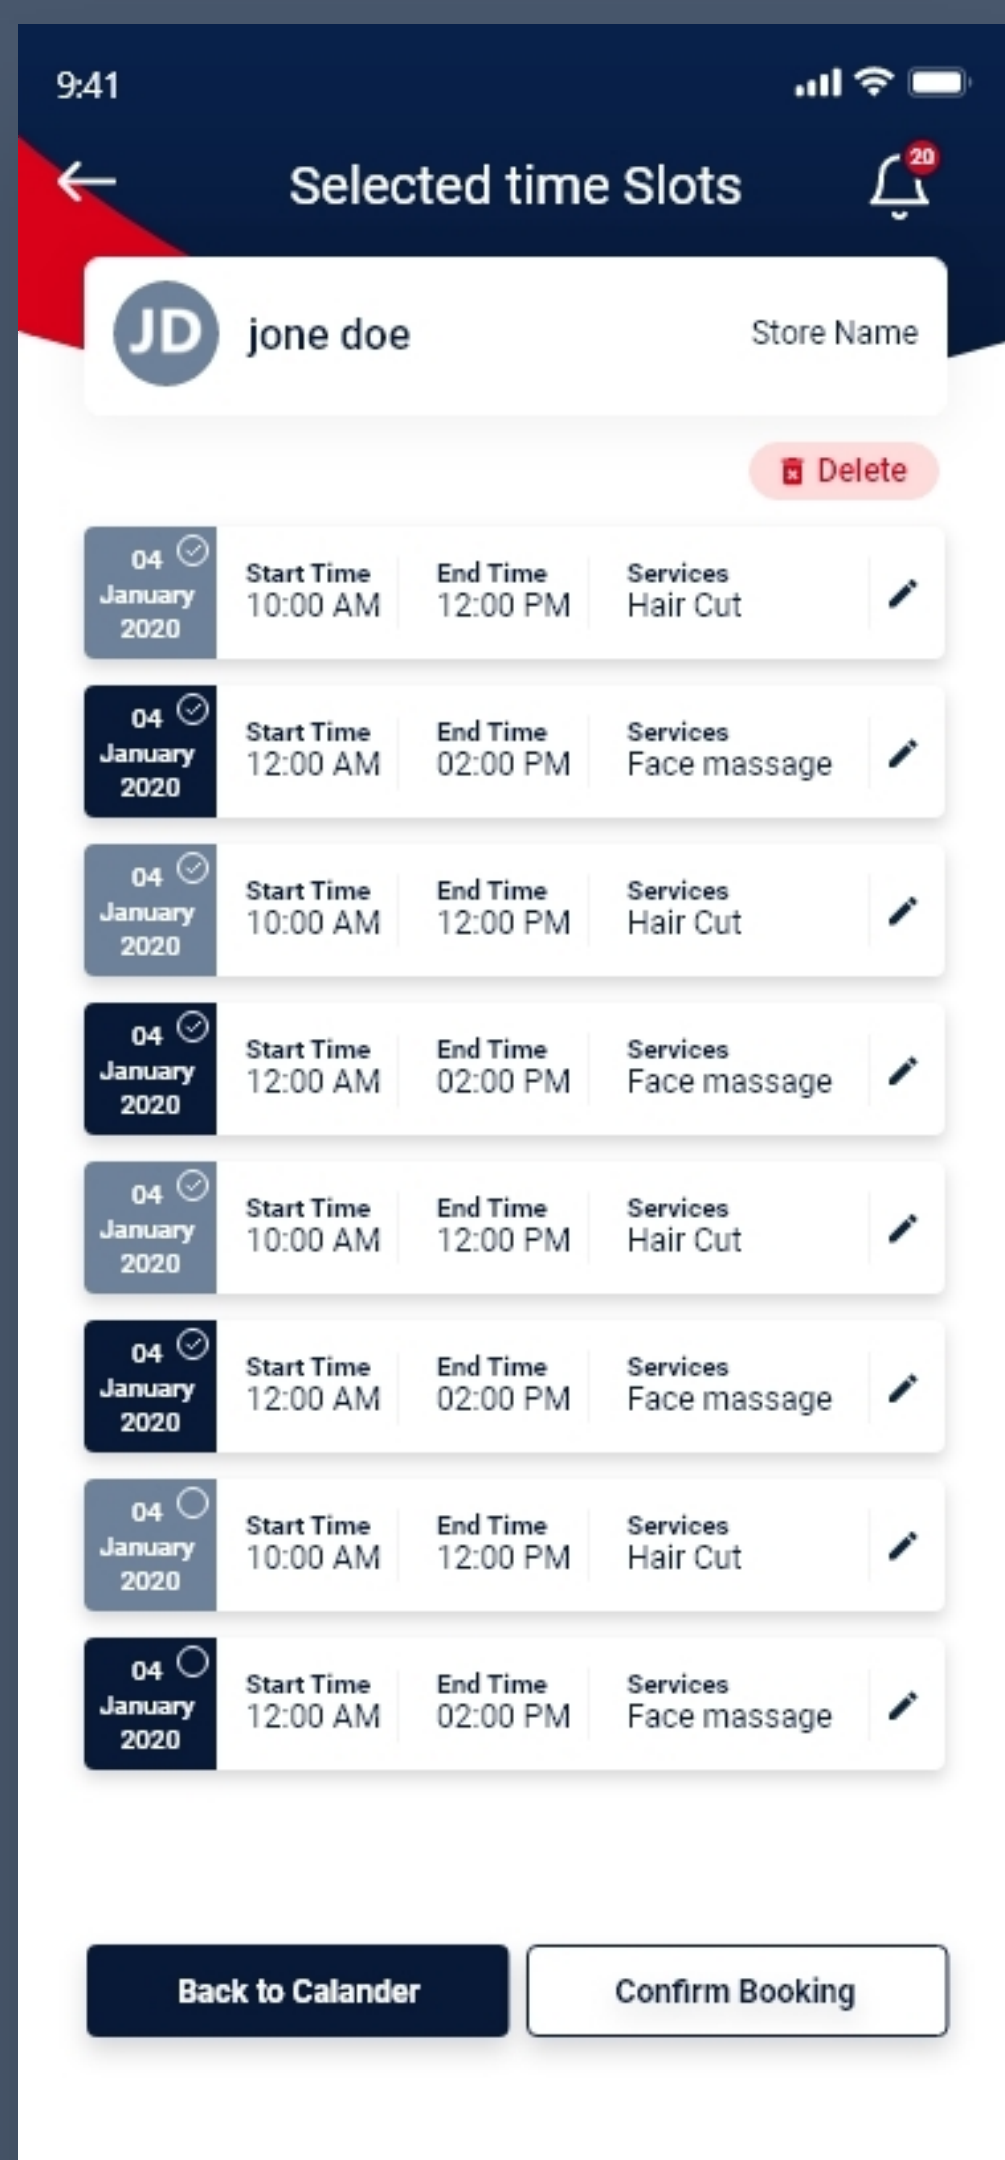 9:41
Selected time Slots
20
JD
jone doe
Store Name
Delete
04
January
2020
Start Time
10:00 AM
End Time
12:00 PM
Services
Hair Cut
04
January
2020
Start Time
12:00 AM
End Time
02:00 PM
Services
Face massage
04
January
2020
Start Time
10:00 AM
End Time
12:00 PM
Services
Hair Cut
04
January
2020
Start Time
12:00 AM
End Time
02:00 PM
Services
Face massage
04
January
2020
Start Time
10:00 AM
End Time
12:00 PM
Services
Hair Cut
04
January
2020
Start Time
12:00 AM
End Time
02:00 PM
Services
Face massage
04
January
2020
Start Time
10:00 AM
End Time
12:00 PM
Services
Hair Cut
04
January
2020
Start Time
12:00 AM
End Time
02:00 PM
Services
Face massage
Back to Calander
Confirm Booking